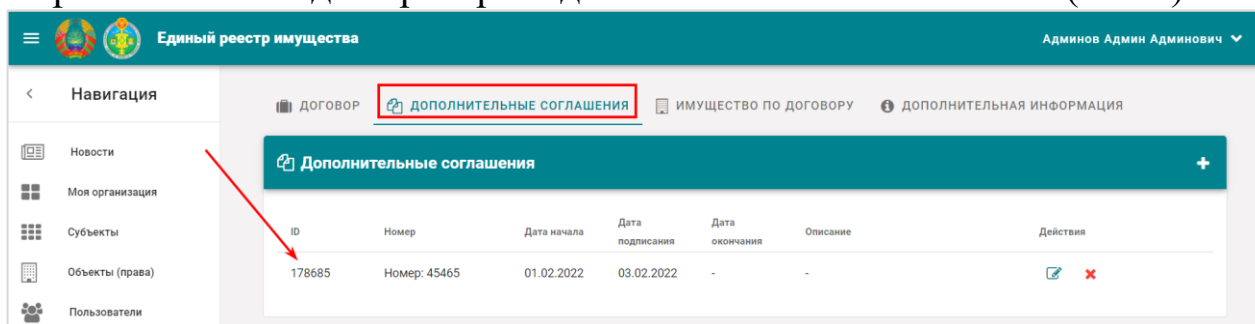 Единый реестр имущества
Админов Админ Админович
Навигация
ДОГОВОР ДОПОЛНИТЕЛЬНЫЕ СОГЛАШЕНИЯ ИМУЩЕСТВО ПО ДОГОВОРУ ДОПОЛНИТЕЛЬНАЯ ИНФОРМАЦИЯ
Новости
Моя организация
Субъекты
Объекты (права)
Пользователи
Дополнительные соглашения
ID Номер Дата начала Дата подписания Дата окончания Описание Действия
178685 Номер: 45465 01.02.2022 03.02.2022 - -